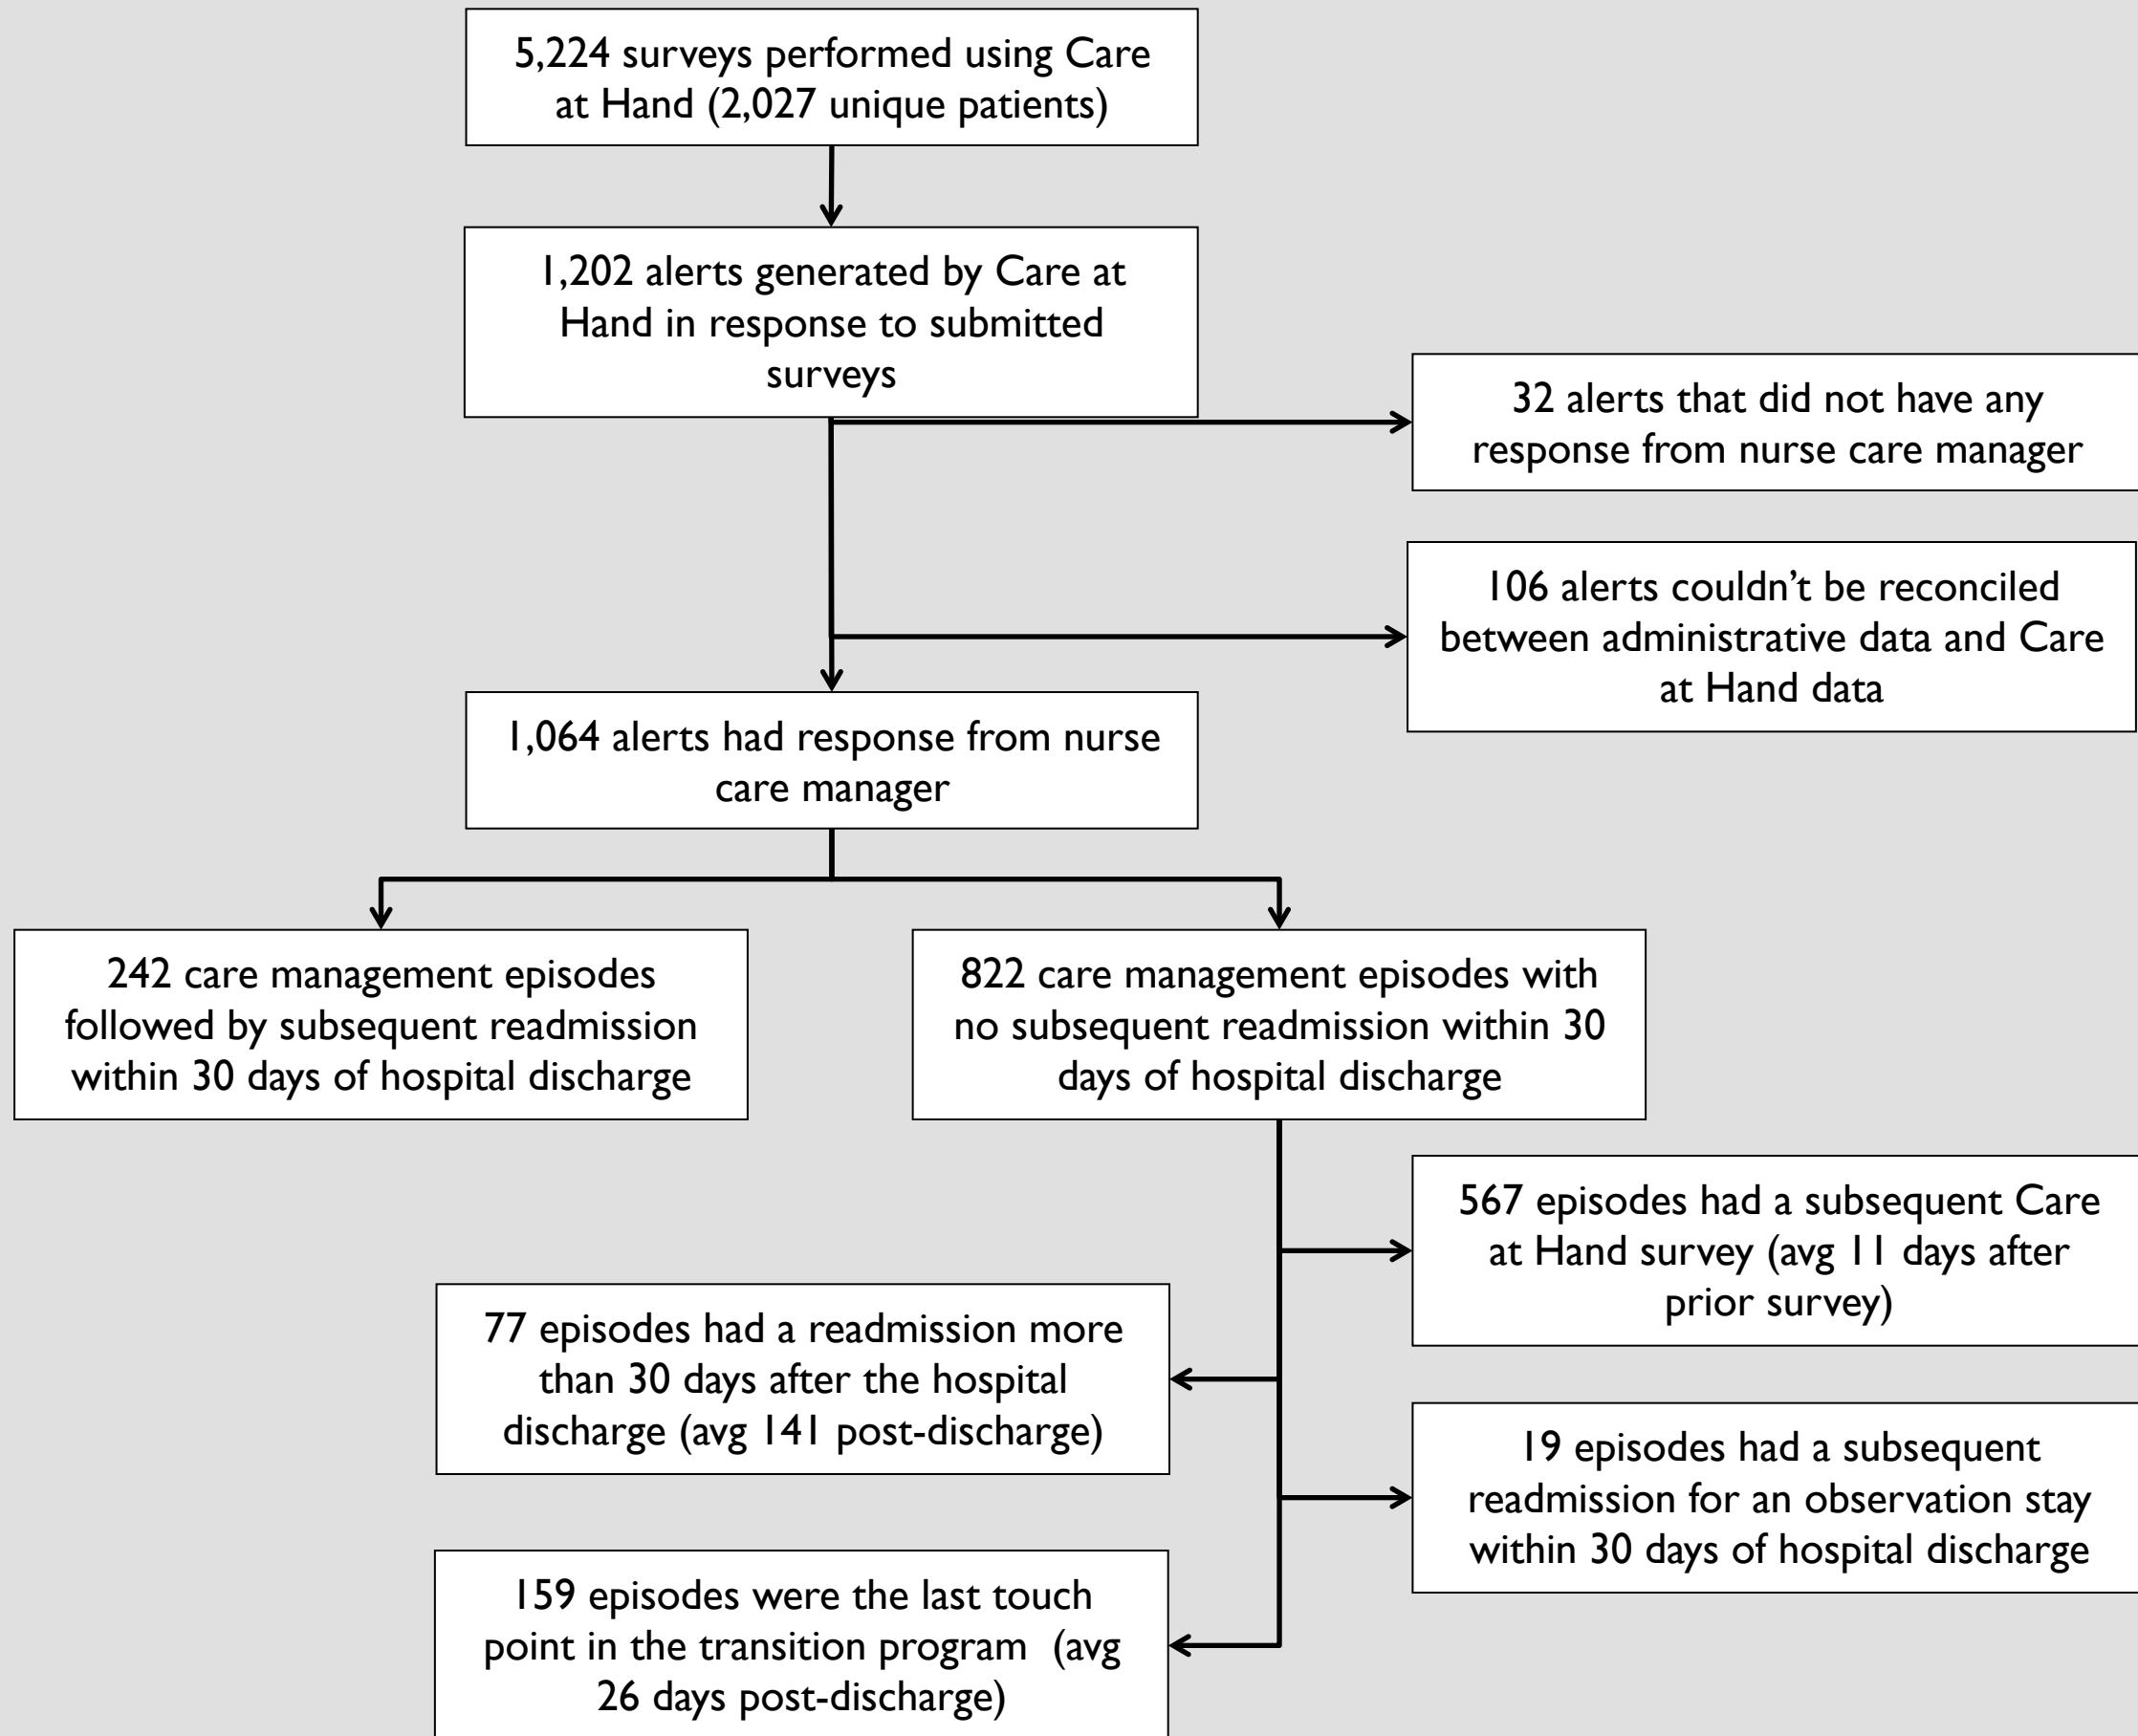 5,224 surveys performed using Care
at Hand (2,027 unique patients)
1,202 alerts generated by Care at
Hand in response to submitted
surveys
32 alerts that did not have any
response from nurse care manager
106 alerts couldn’t be reconciled
between administrative data and Care
at Hand data
1,064 alerts had response from nurse
care manager
242 care management episodes
followed by subsequent readmission
within 30 days of hospital discharge
822 care management episodes with
no subsequent readmission within 30
days of hospital discharge
567 episodes had a subsequent Care
at Hand survey (avg 11 days after
prior survey)
77 episodes had a readmission more
than 30 days after the hospital
discharge (avg 141 post-discharge)
19 episodes had a subsequent
readmission for an observation stay
within 30 days of hospital discharge
159 episodes were the last touch
point in the transition program (avg
26 days post-discharge)